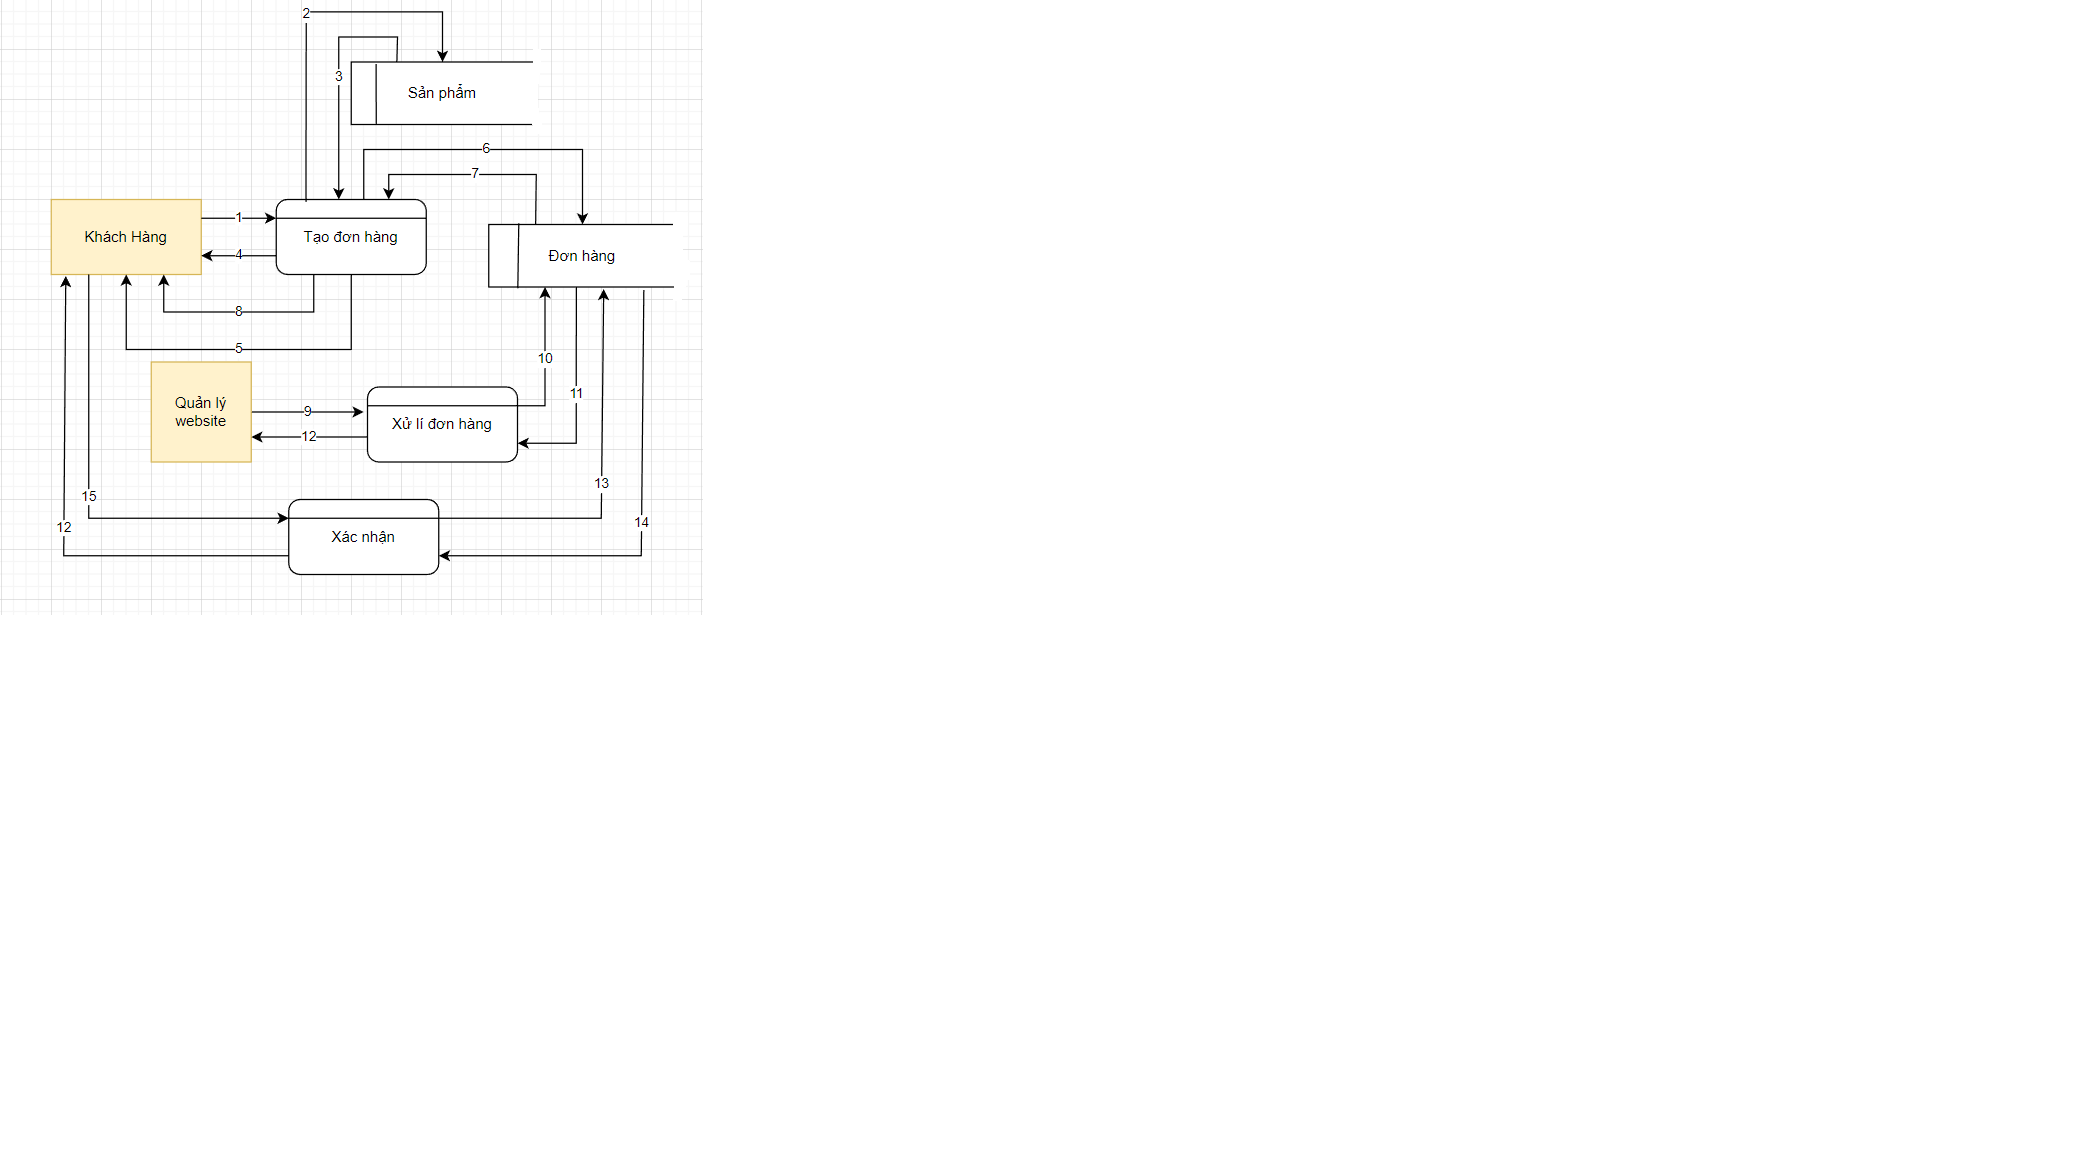 2
3
Sản phẩm
6
7
1
Khách Hàng
Tạo đơn hàng
4
Đơn hàng
8
5
10
11
Quản lý
website
9
Xử lí đơn hàng
12
13
15
14
12
Xác nhận